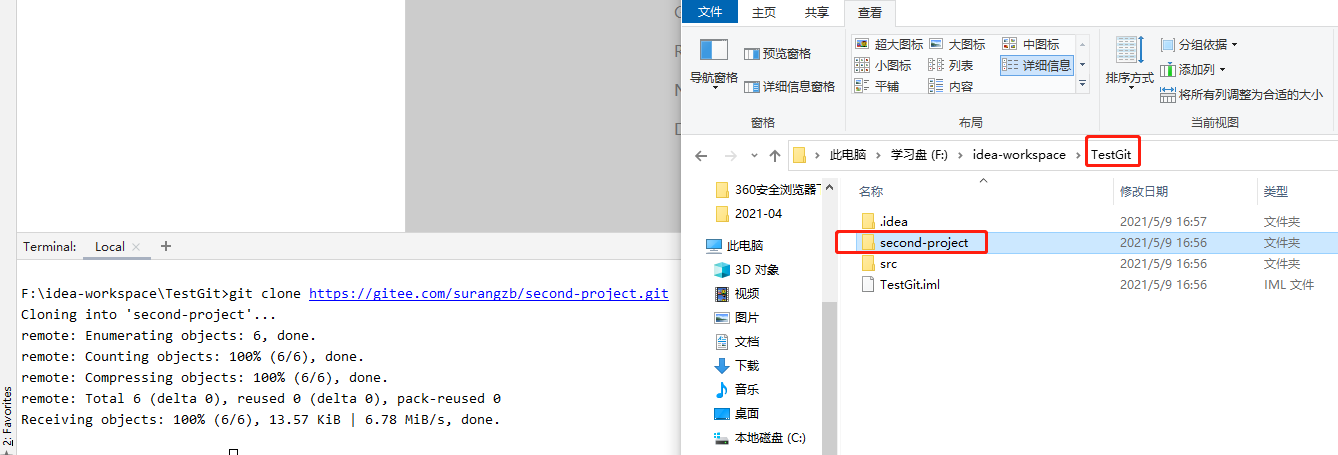 C
R
N
D
Terminal:
Local
F:\idea-workspace\TestGit>git clone https://gitee.com/surangzb/second-project.git
Cloning into 'second-project'...
remote: Enumerating objects: 6, done.
remote: Counting objects: 100% (6/6), done.
remote: Compressing objects: 100% (6/6), done.
remote: Total 6 (delta 0), reused 0 (delta 0), pack-reused 0
Receiving objects: 100% (6/6), 13.57 KiB | 6.78 MiB/s, done.
2: Favorites
文件 主页 共享 查看
导航窗格
预览窗格
详细信息窗格
窗格
超大图标 大图标 中图标
小图标 列表 详细信息
平铺 内容
布局
排序方式
分组依据
添加列
将所有列调整为合适的大小
当前视图
此电脑 学习盘 (F:) idea-workspace TestGit
360安全浏览器下
2021-04
此电脑
3D 对象
视频
图片
文档
下载
音乐
桌面
本地磁盘 (C:)
名称 修改日期 类型
.idea 2021/5/9 16:57 文件夹
second-project 2021/5/9 16:56 文件夹
src 2021/5/9 16:56 文件夹
TestGit.iml 2021/5/9 16:56 IML 文件